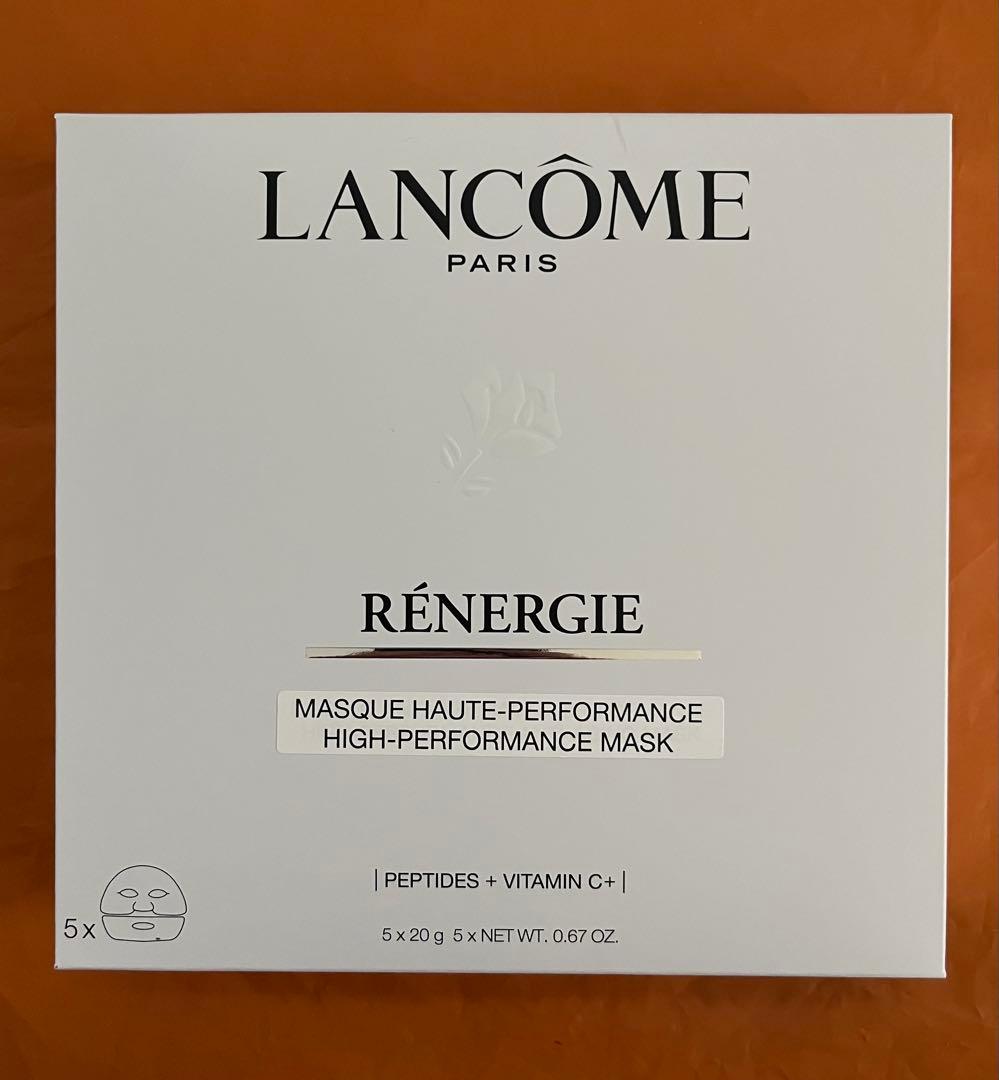 LANCÔME
PARIS
RÉNERGIE
MASQUE HAUTE-PERFORMANCE
HIGH-PERFORMANCE MASK
| PEPTIDES + VITAMIN C+ |
5 x
5 x 20 g 5 x NET WT. 0.67 OZ.